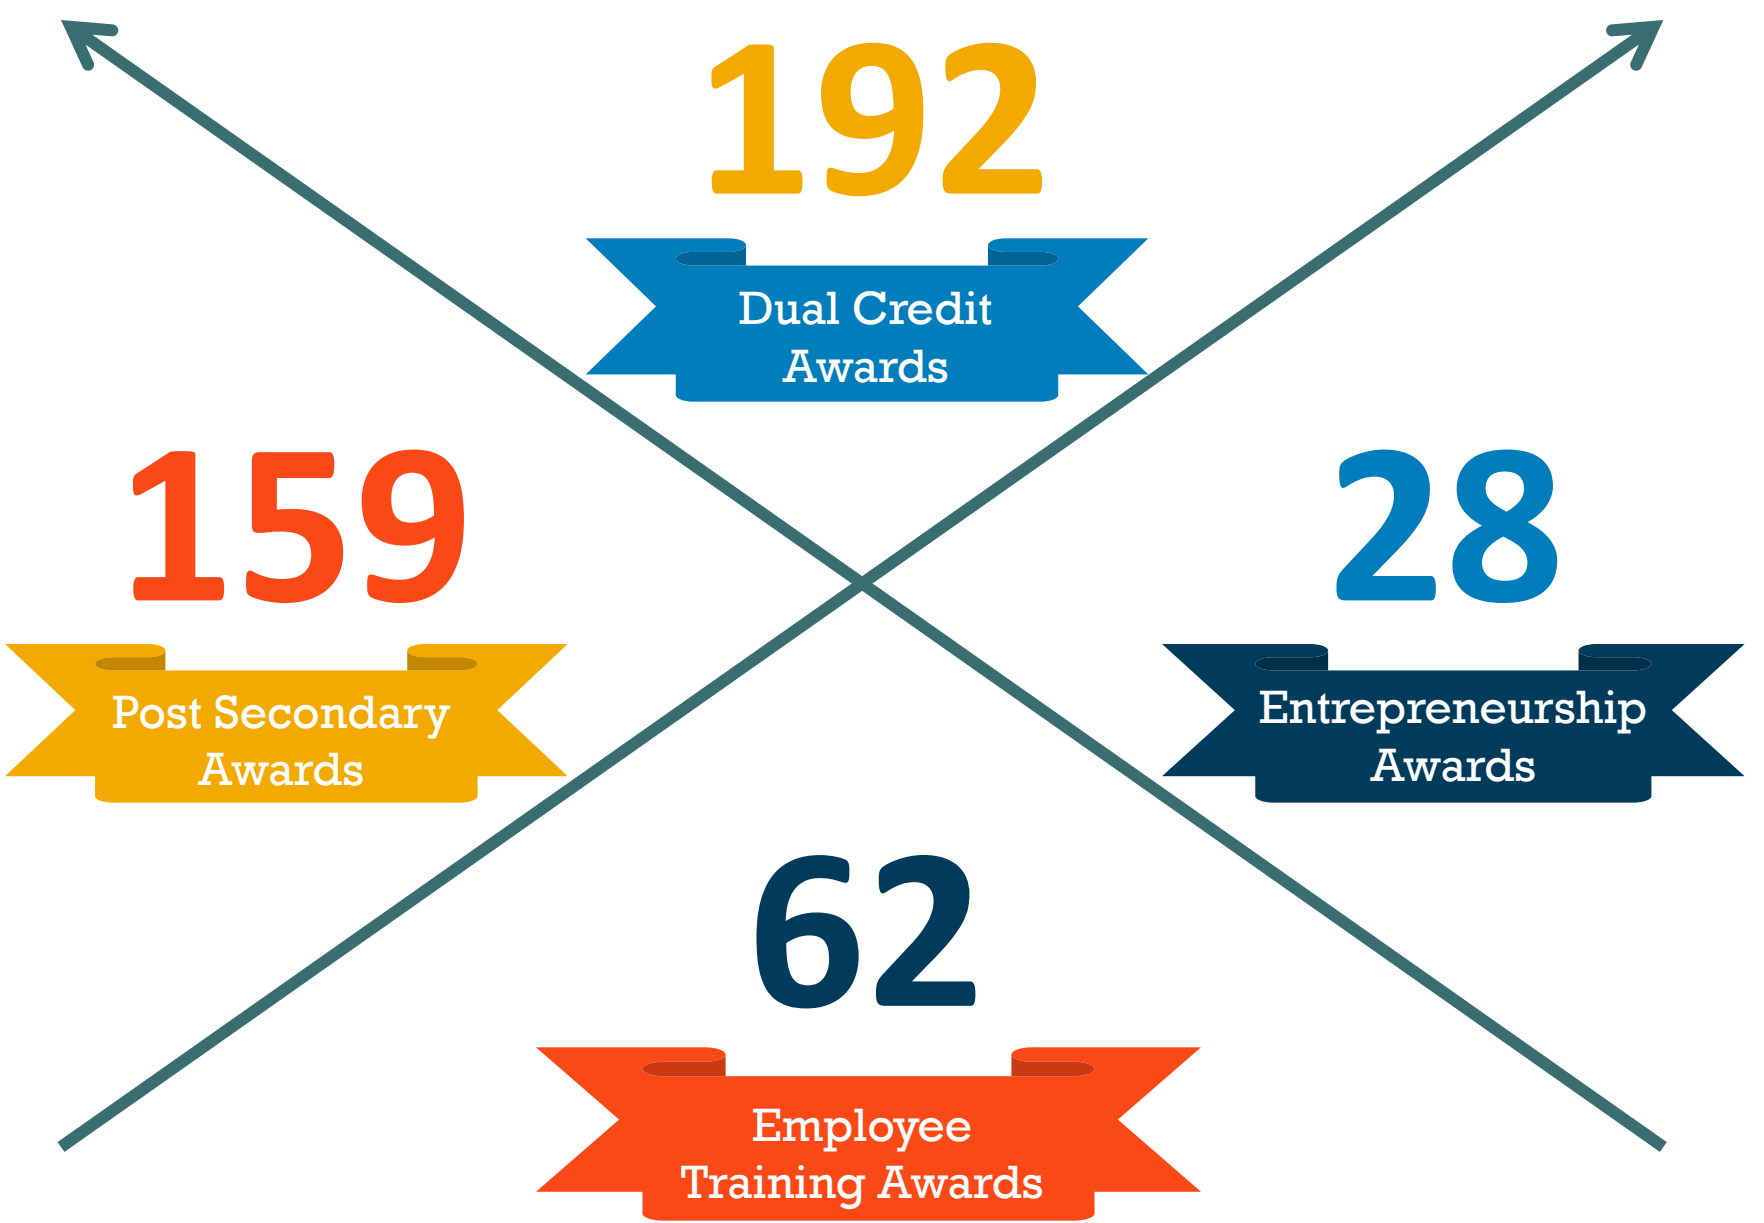 192
Dual Credit
Awards
159
Post Secondary
Awards
28
Entrepreneurship
Awards
62
Employee
Training Awards